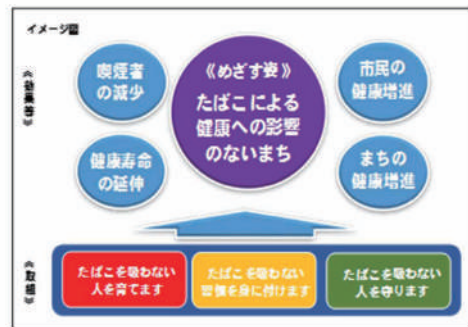 イメージ図
《効果等》
喫煙者
の減少
健康寿命
の延伸
《めざす姿》
たばこによる
健康への影響
のないまち
市民の
健康増進
まちの
健康増進
《取組》
たばこを吸わない
人を育てます
たばこを吸わない
習慣を身に付けます
たばこを吸わない
人を守ります